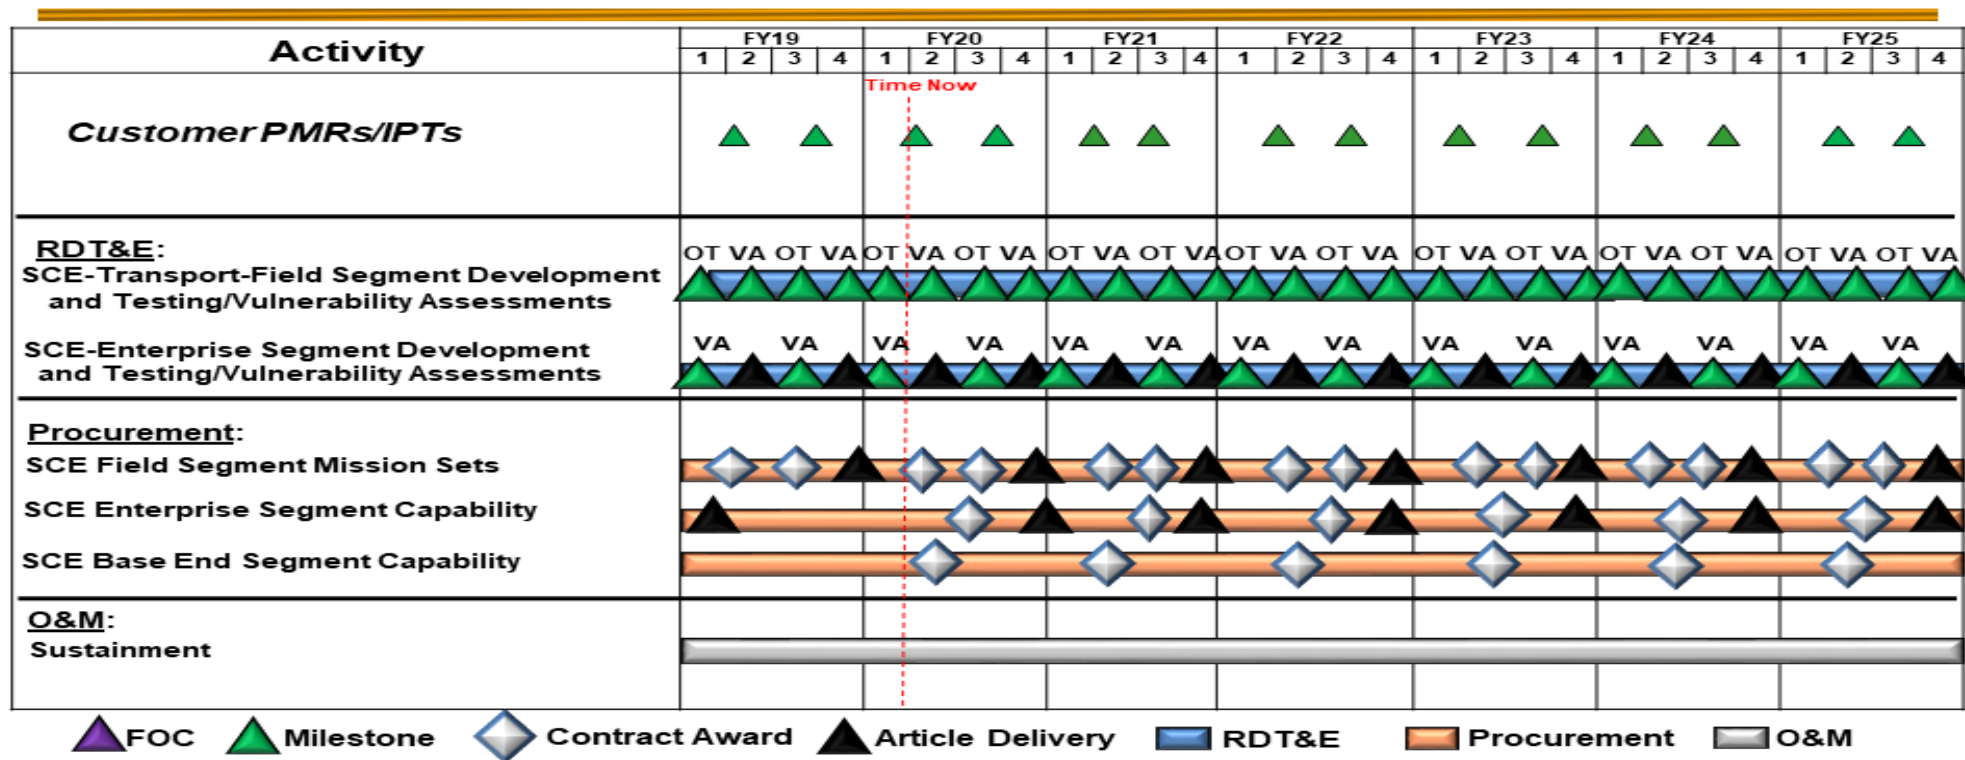 Activity FY19 FY20 FY21 FY22 FY23 FY24 FY25
1 2 3 4 1 2 3 4 1 2 3 4 1 2 3 4 1 2 3 4 1 2 3 4 1 2 3 4
Time Now
Customer PMRs/IPTs
RDT&E:
OT VA OT VA OT VA OT VA OT VA OT VA OT VA OT VA OT VA OT VA OT VA OT VA OT VA OT VA
SCE-Transport-Field Segment Development
and Testing/Vulnerability Assessments
VA VA VA VA VA VA VA VA VA VA VA VA VA VA
SCE-Enterprise Segment Development
and Testing/Vulnerability Assessments
Procurement:
SCE Field Segment Mission Sets
SCE Enterprise Segment Capability
SCE Base End Segment Capability
O&M:
Sustainment
FOC Milestone Contract Award Article Delivery RDT&E Procurement O&M